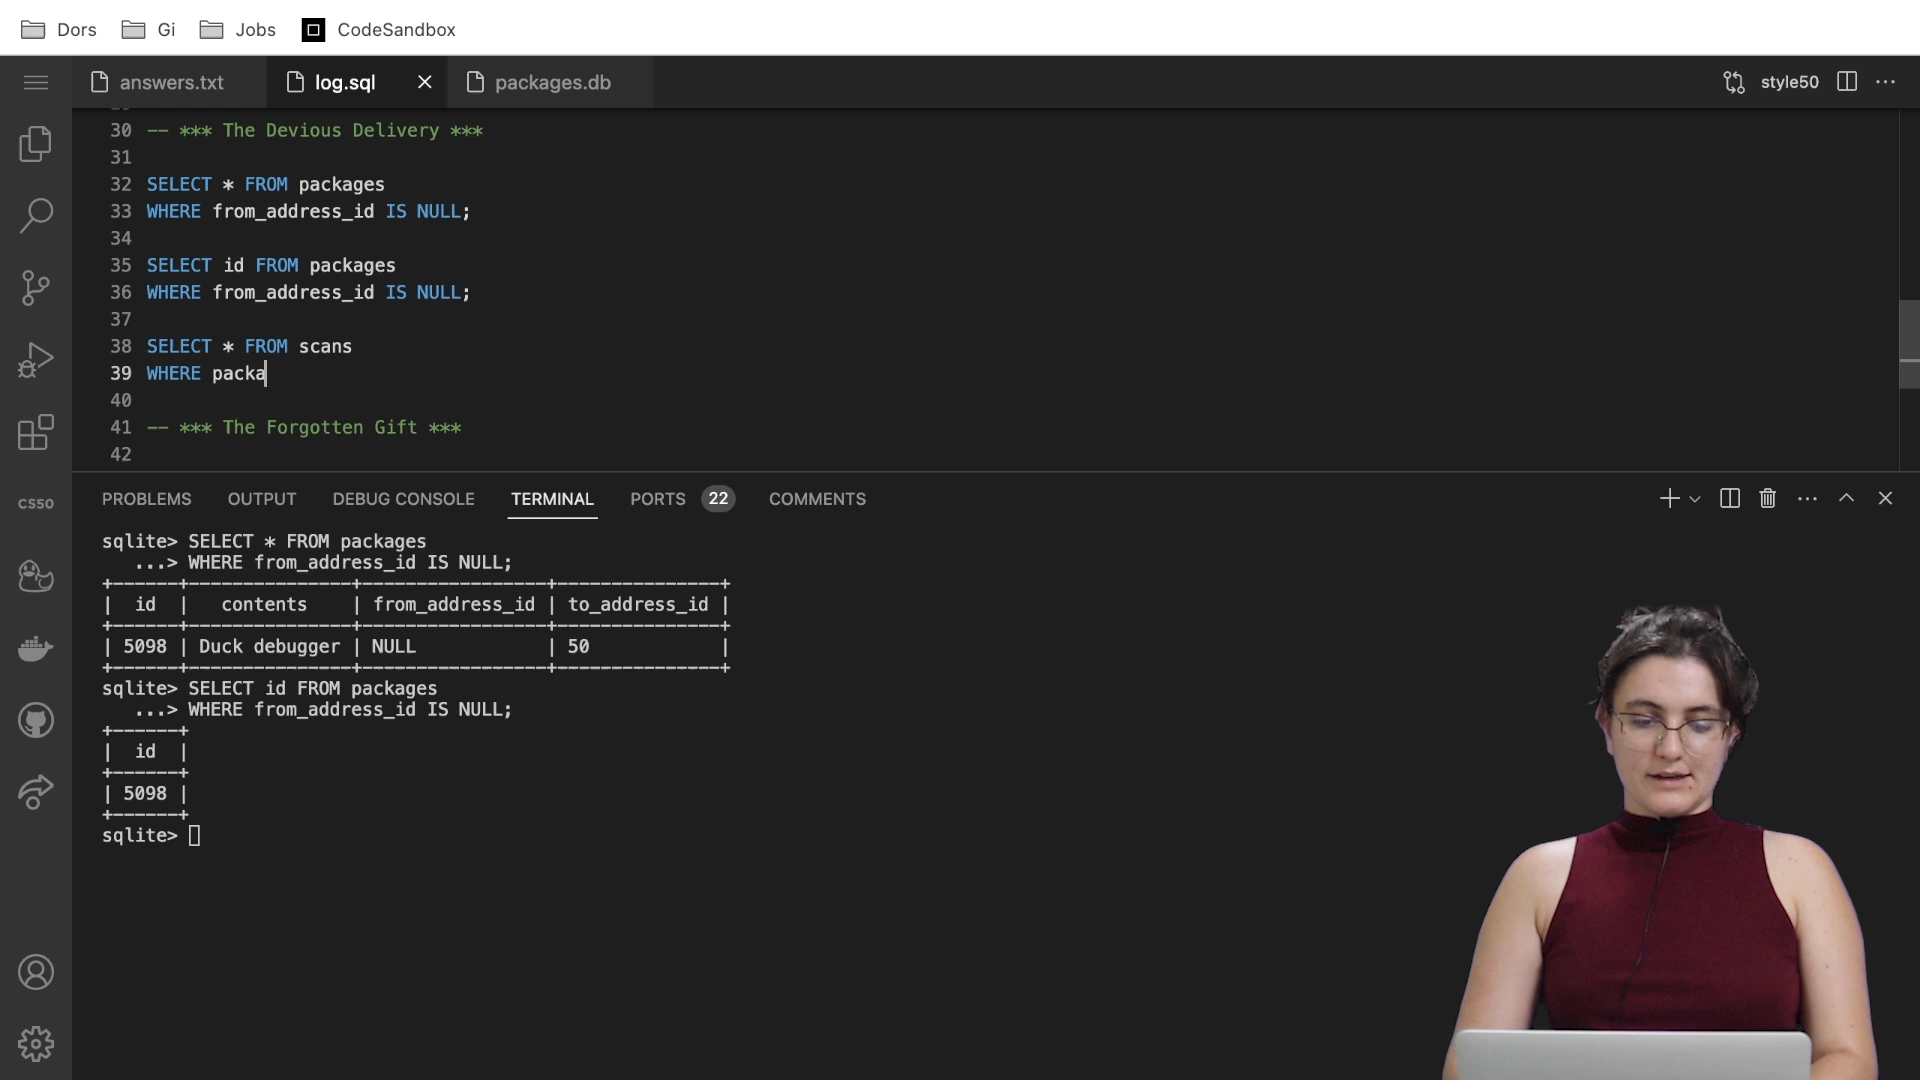 Dors Gi Jobs CodeSandbox
answers.txt log.sql packages.db style50
30 -- *** The Devious Delivery ***
31
32 SELECT * FROM packages
33 WHERE from_address_id IS NULL;
34
35 SELECT id FROM packages
36 WHERE from_address_id IS NULL;
37
38 SELECT * FROM scans
39 WHERE packa
40
41 -- *** The Forgotten Gift ***
42
CS50
PROBLEMS OUTPUT DEBUG CONSOLE TERMINAL PORTS 22 COMMENTS
sqlite> SELECT * FROM packages
...> WHERE from_address_id IS NULL;
+------+---------------+-----------------+---------------+
| id | contents | from_address_id | to_address_id |
+------+---------------+-----------------+---------------+
| 5098 | Duck debugger | NULL | 50 |
+------+---------------+-----------------+---------------+
sqlite> SELECT id FROM packages
...> WHERE from_address_id IS NULL;
+------+
| id |
+------+
| 5098 |
+------+
sqlite>